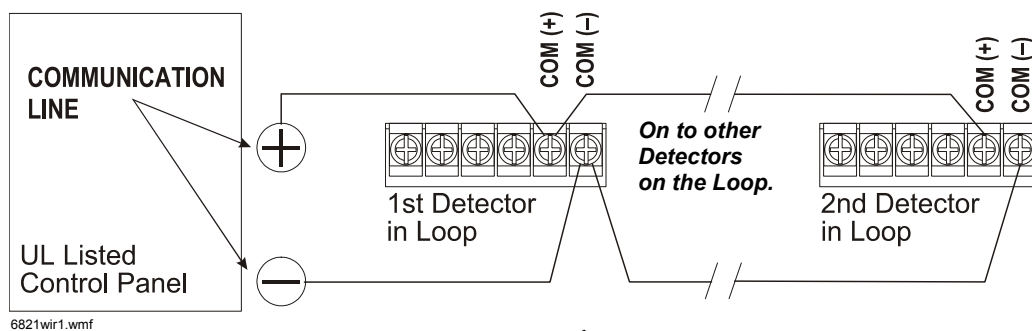 COMMUNICATION
LINE
+
−
UL Listed
Control Panel
COM (+)
COM (−)
1st Detector
in Loop
On to other
Detectors
on the Loop.
COM (+)
COM (−)
2nd Detector
in Loop
6821wir1.wmf